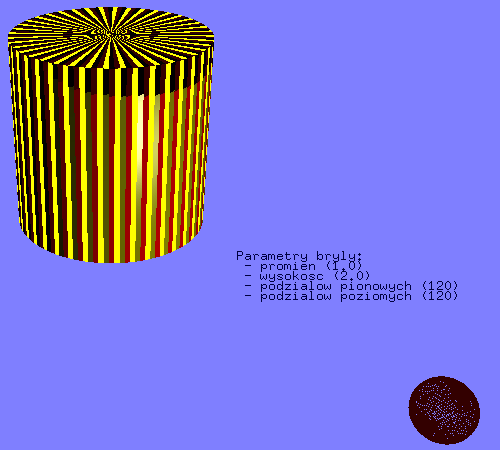 Parametry bryly:
- promien (1.0)
- wysokosc (2.0)
- podzialow pionowych (120)
- podzialow poziomych (120)